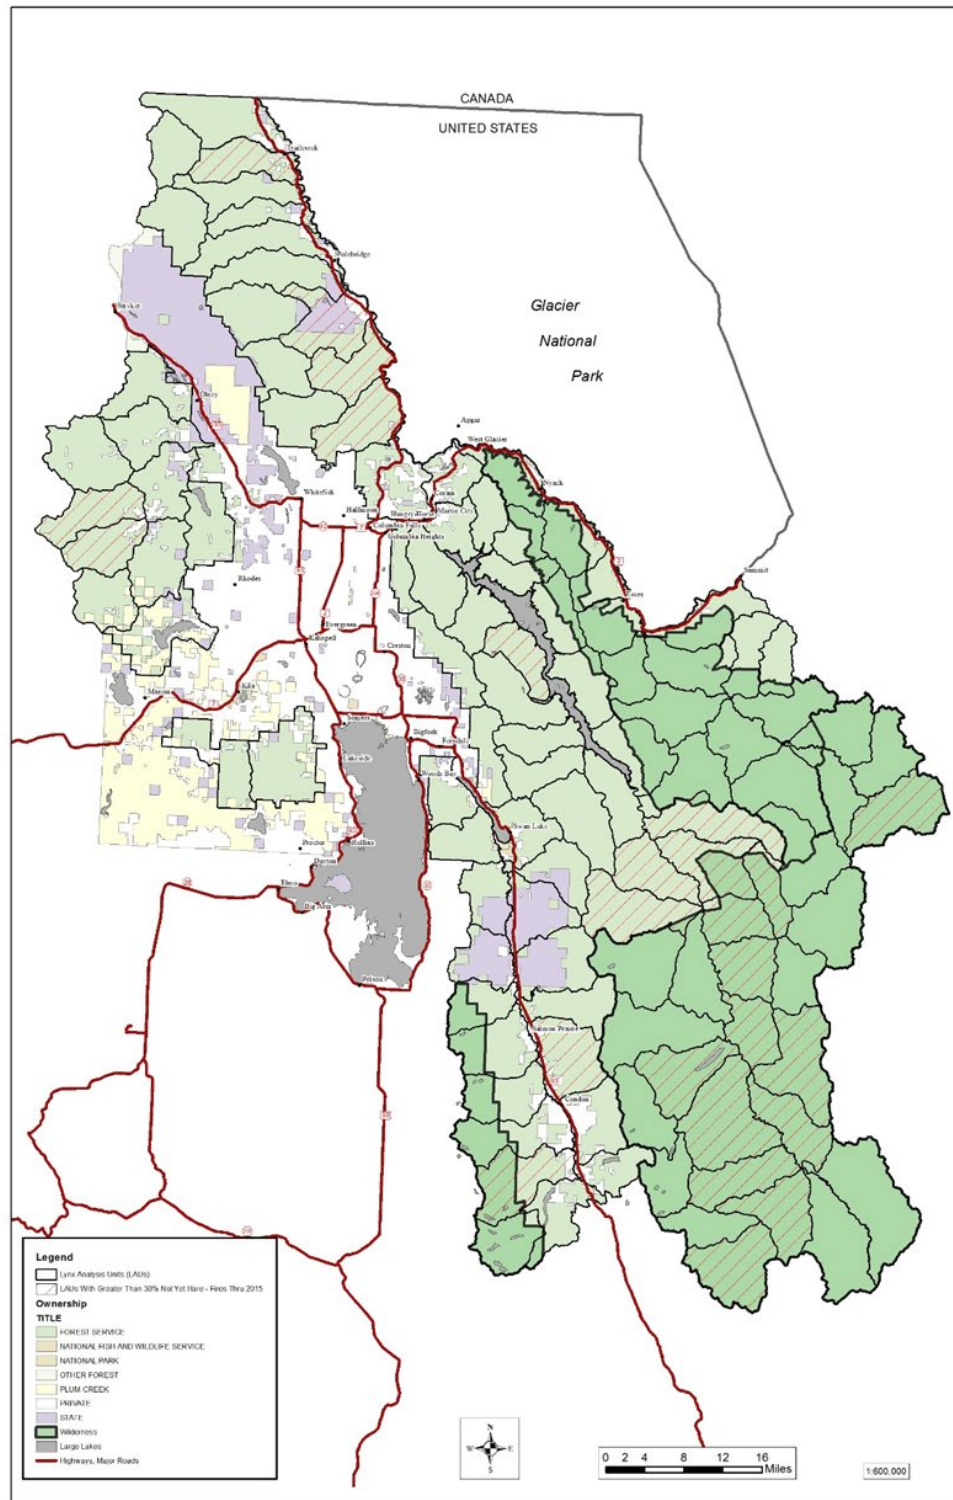 CANADA
UNITED STATES
Trailcreek
Polebridge
Glacier
National
Park
Olney
Apgar
West Glacier
Nyack
Coram
Whitefish
Halfmoon
Hungry Horse
Martin City
Columbia Falls
Columbia Heights
Summit
Essex
Rhodes
Evergreen
Kalispell
Creston
Marion
Kila
Somers
Bigfork
Ferndale
Lakeside
Woods Bay
Swan Lake
Proctor
Rollins
Dayton
Elmo
Big Arm
Polson
Salmon Prairie
Condon
Legend
Lynx Analysis Units (LAUs)
LAUs With Greater Than 30% Not Yet Hare - Fires Thru 2015
Ownership
TITLE
FOREST SERVICE
NATIONAL FISH AND WILDLIFE SERVICE
NATIONAL PARK
OTHER FOREST
PLUM CREEK
PRIVATE
STATE
Wilderness
Large Lakes
Highways, Major Roads
N
W E
S
0 2 4 8 12 16
Miles
1:600,000